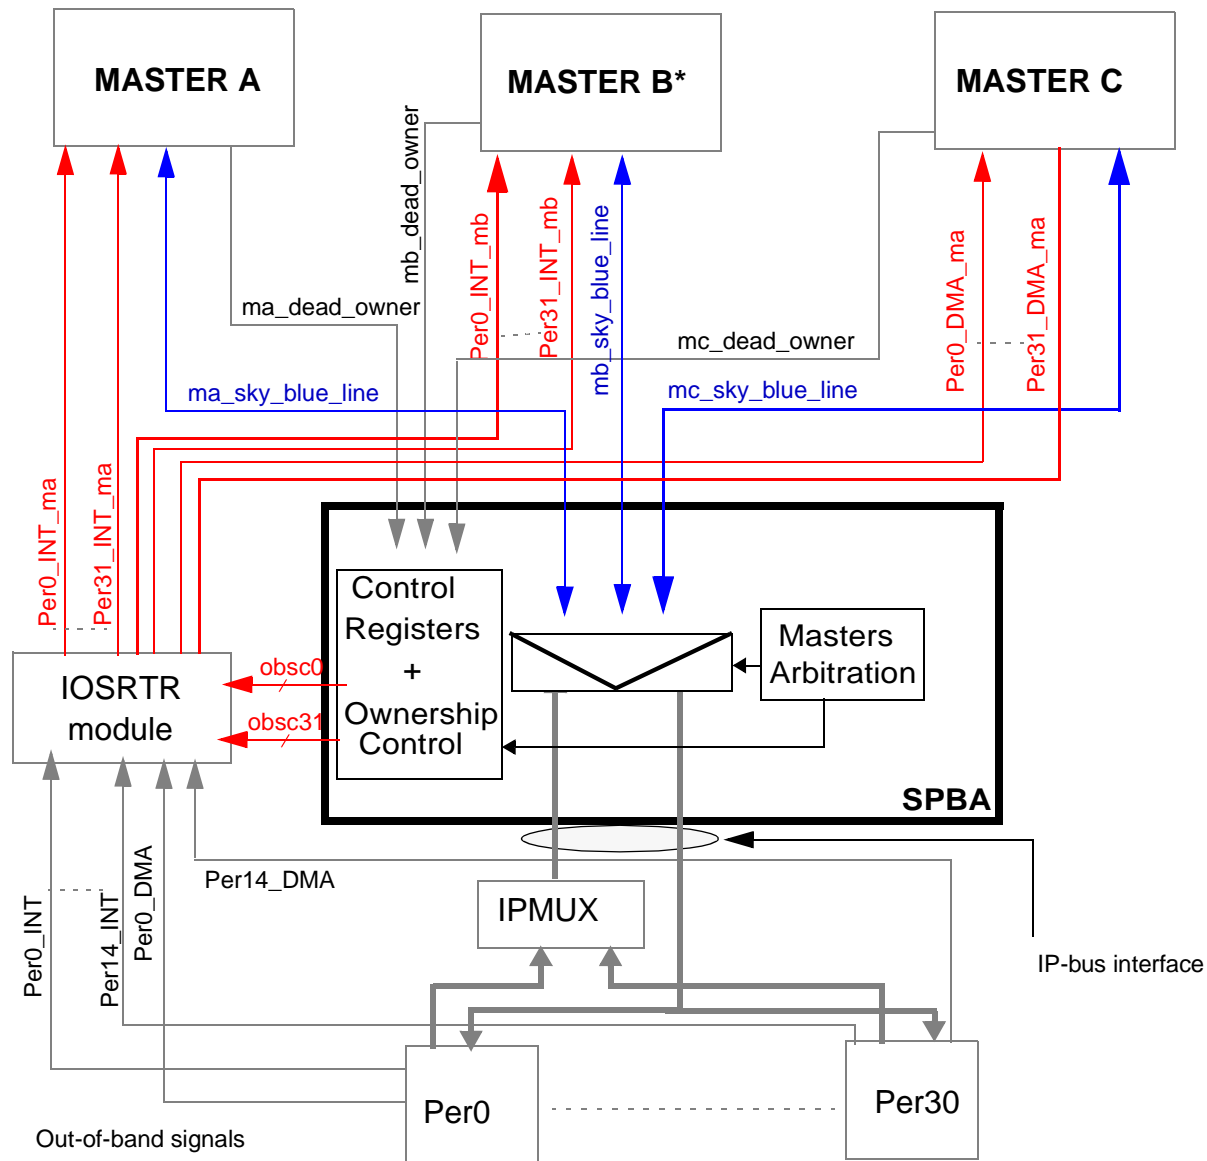 MASTER A
MASTER B*
MASTER C
mb_dead_owner
Per0_INT_mb
Per31_INT_mb
mb_sky_blue_line
Per0_DMA_ma
Per31_DMA_ma
ma_dead_owner
mc_dead_owner
ma_sky_blue_line
mc_sky_blue_line
Per0_INT_ma
Per31_INT_ma
Control
Registers
+
Ownership
Control
Masters
Arbitration
IOSRTR
module
obsc0
obsc31
SPBA
Per0_INT
Per14_INT
Per0_DMA
Per14_DMA
IPMUX
IP-bus interface
Per0
Per30
Out-of-band signals